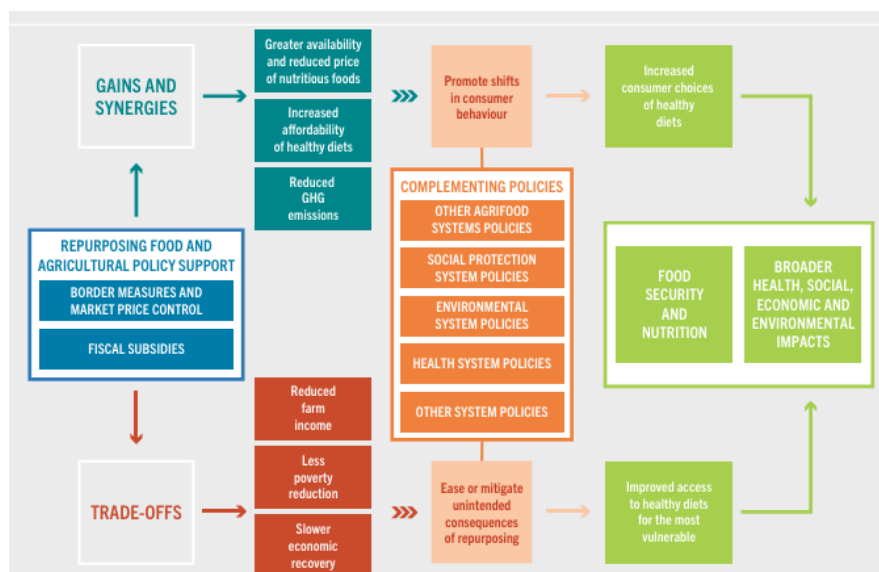 GAINS AND
SYNERGIES
Greater availability
and reduced price
of nutritious foods
Increased
affordability
of healthy diets
Reduced
GHG
emissions
Promote shifts
in consumer
behaviour
Increased
consumer choices
of healthy
diets
REPURPOSING FOOD AND
AGRICULTURAL POLICY SUPPORT
BORDER MEASURES AND
MARKET PRICE CONTROL
FISCAL SUBSIDIES
COMPLEMENTING POLICIES
OTHER AGRIFOOD
SYSTEMS POLICIES
SOCIAL PROTECTION
SYSTEM POLICIES
ENVIRONMENTAL
SYSTEM POLICIES
HEALTH SYSTEM POLICIES
OTHER SYSTEM POLICIES
FOOD
SECURITY
AND
NUTRITION
BROADER
HEALTH, SOCIAL,
ECONOMIC AND
ENVIRONMENTAL
IMPACTS
TRADE-OFFS
Reduced
farm
income
Less
poverty
reduction
Slower
economic
recovery
Ease or mitigate
unintended
consequences
of repurposing
Improved access
to healthy diets
for the most
vulnerable